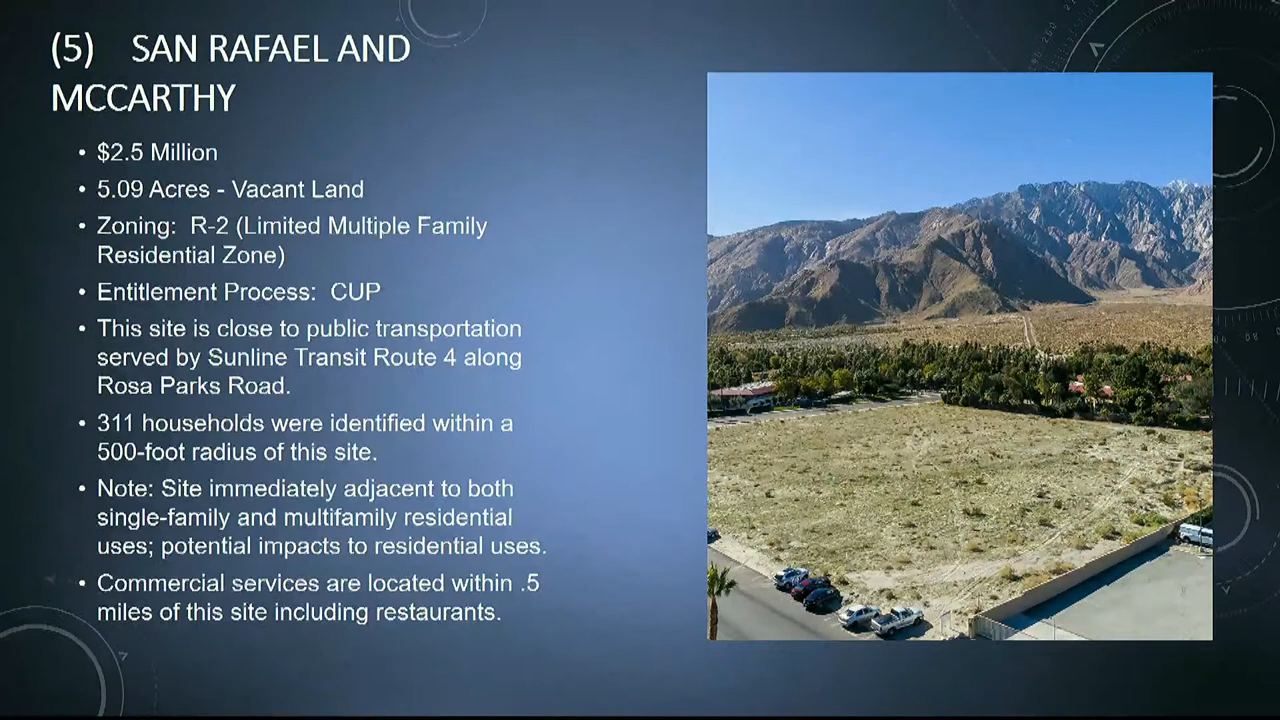 (5) SAN RAFAEL AND
MCCARTHY
• $2.5 Million
• 5.09 Acres - Vacant Land
• Zoning: R-2 (Limited Multiple Family
Residential Zone)
• Entitlement Process: CUP
• This site is close to public transportation
served by Sunline Transit Route 4 along
Rosa Parks Road.
• 311 households were identified within a
500-foot radius of this site.
• Note: Site immediately adjacent to both
single-family and multifamily residential
uses; potential impacts to residential uses.
• Commercial services are located within .5
miles of this site including restaurants.